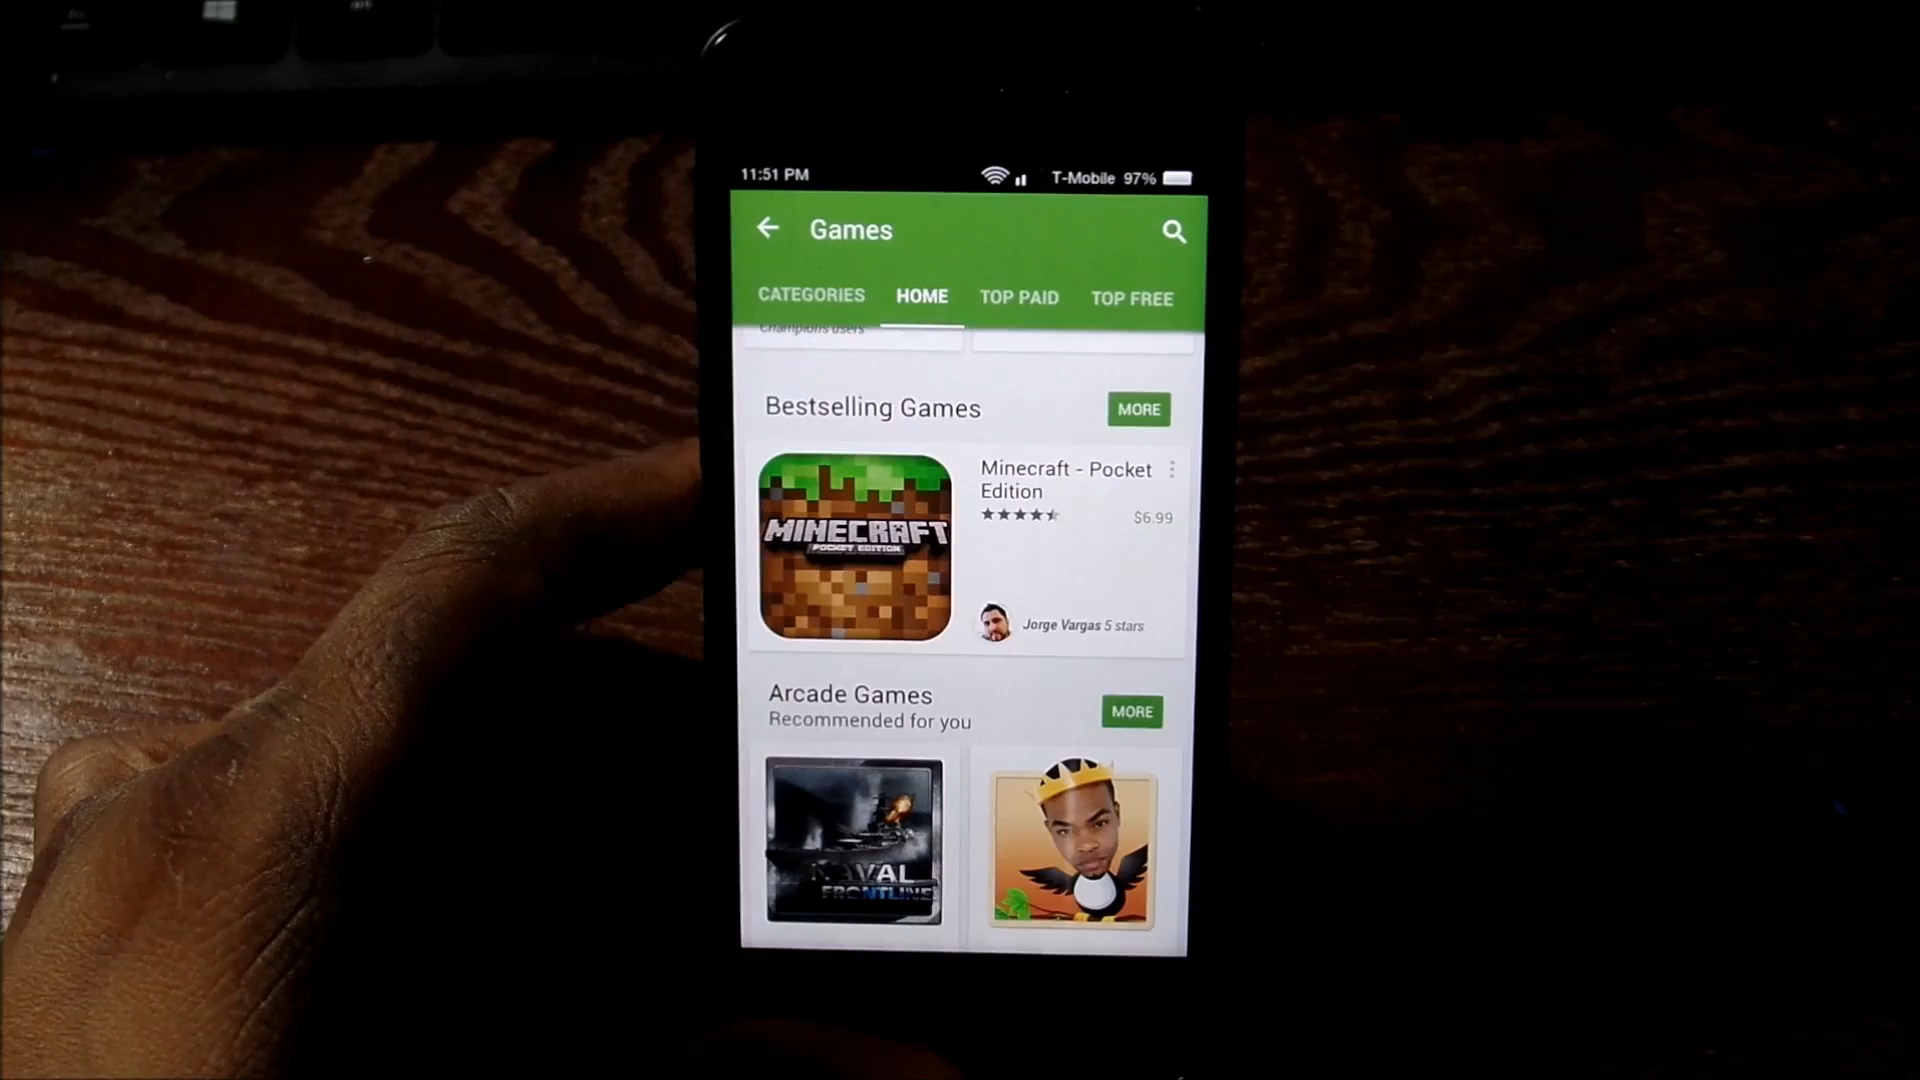 11:51 PM T-Mobile 97%
Games
CATEGORIES HOME TOP PAID TOP FREE
Champions users
Bestselling Games MORE
Minecraft - Pocket
Edition
$6.99
MINECRAFT
POCKET EDITION
Jorge Vargas 5 stars
Arcade Games MORE
Recommended for you
NAVAL
FRONTLINE